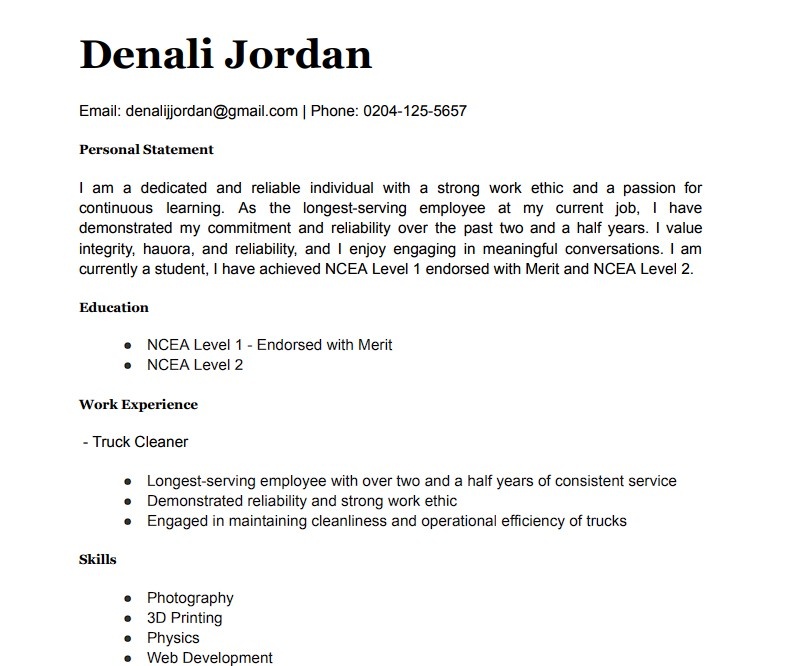 Denali Jordan
Email: denalijjordan@gmail.com | Phone: 0204-125-5657
Personal Statement
I am a dedicated and reliable individual with a strong work ethic and a passion for
continuous learning. As the longest-serving employee at my current job, I have
demonstrated my commitment and reliability over the past two and a half years. I value
integrity, hauora, and reliability, and I enjoy engaging in meaningful conversations. I am
currently a student, I have achieved NCEA Level 1 endorsed with Merit and NCEA Level 2.
Education
● NCEA Level 1 - Endorsed with Merit
● NCEA Level 2
Work Experience
- Truck Cleaner
● Longest-serving employee with over two and a half years of consistent service
● Demonstrated reliability and strong work ethic
● Engaged in maintaining cleanliness and operational efficiency of trucks
Skills
● Photography
● 3D Printing
● Physics
● Web Development